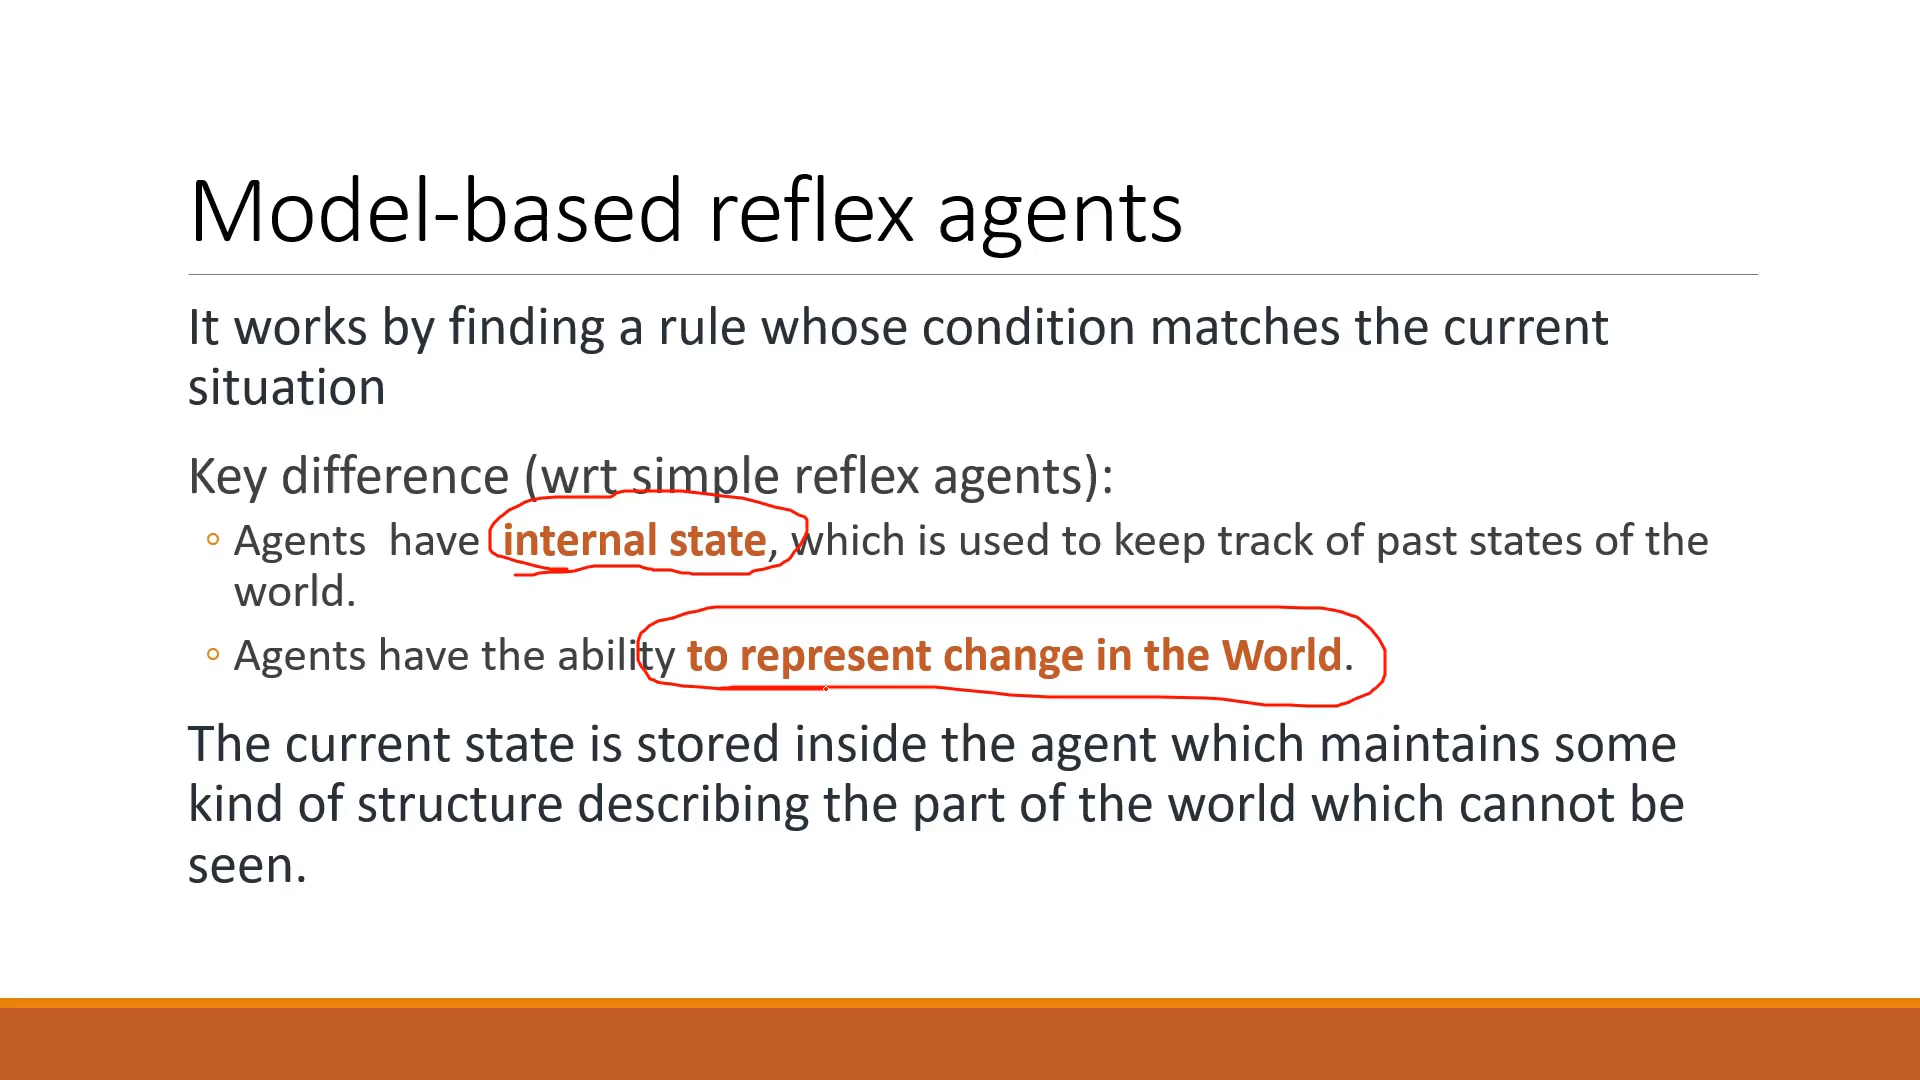 Model-based reflex agents
It works by finding a rule whose condition matches the current
situation
Key difference (wrt simple reflex agents):
◦ Agents  have internal state, which is used to keep track of past states of the
world.
◦ Agents have the ability to represent change in the World.
The current state is stored inside the agent which maintains some
kind of structure describing the part of the world which cannot be
seen.